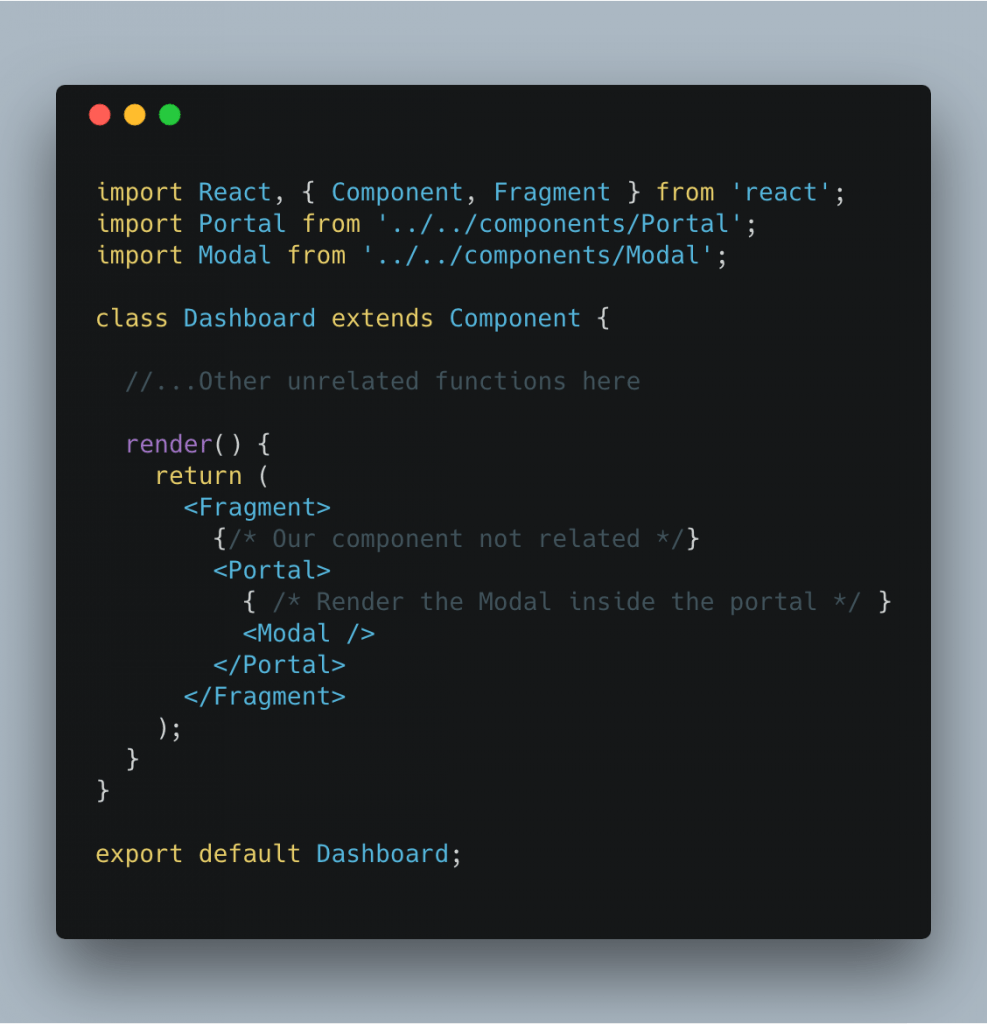 import React, { Component, Fragment } from 'react';
import Portal from '../../components/Portal';
import Modal from '../../components/Modal';

class Dashboard extends Component {

  //...Other unrelated functions here

  render() {
    return (
      <Fragment>
        {/* Our component not related */}
        <Portal>
          { /* Render the Modal inside the portal */ }
          <Modal />
        </Portal>
      </Fragment>
    );
  }
}

export default Dashboard;